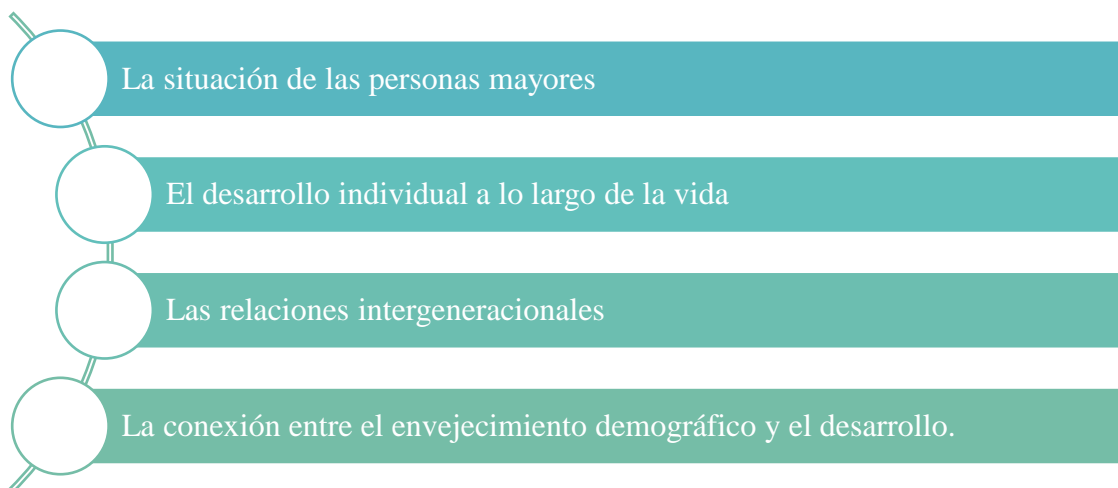 La situación de las personas mayores
El desarrollo individual a lo largo de la vida
Las relaciones intergeneracionales
La conexión entre el envejecimiento demográfico y el desarrollo.